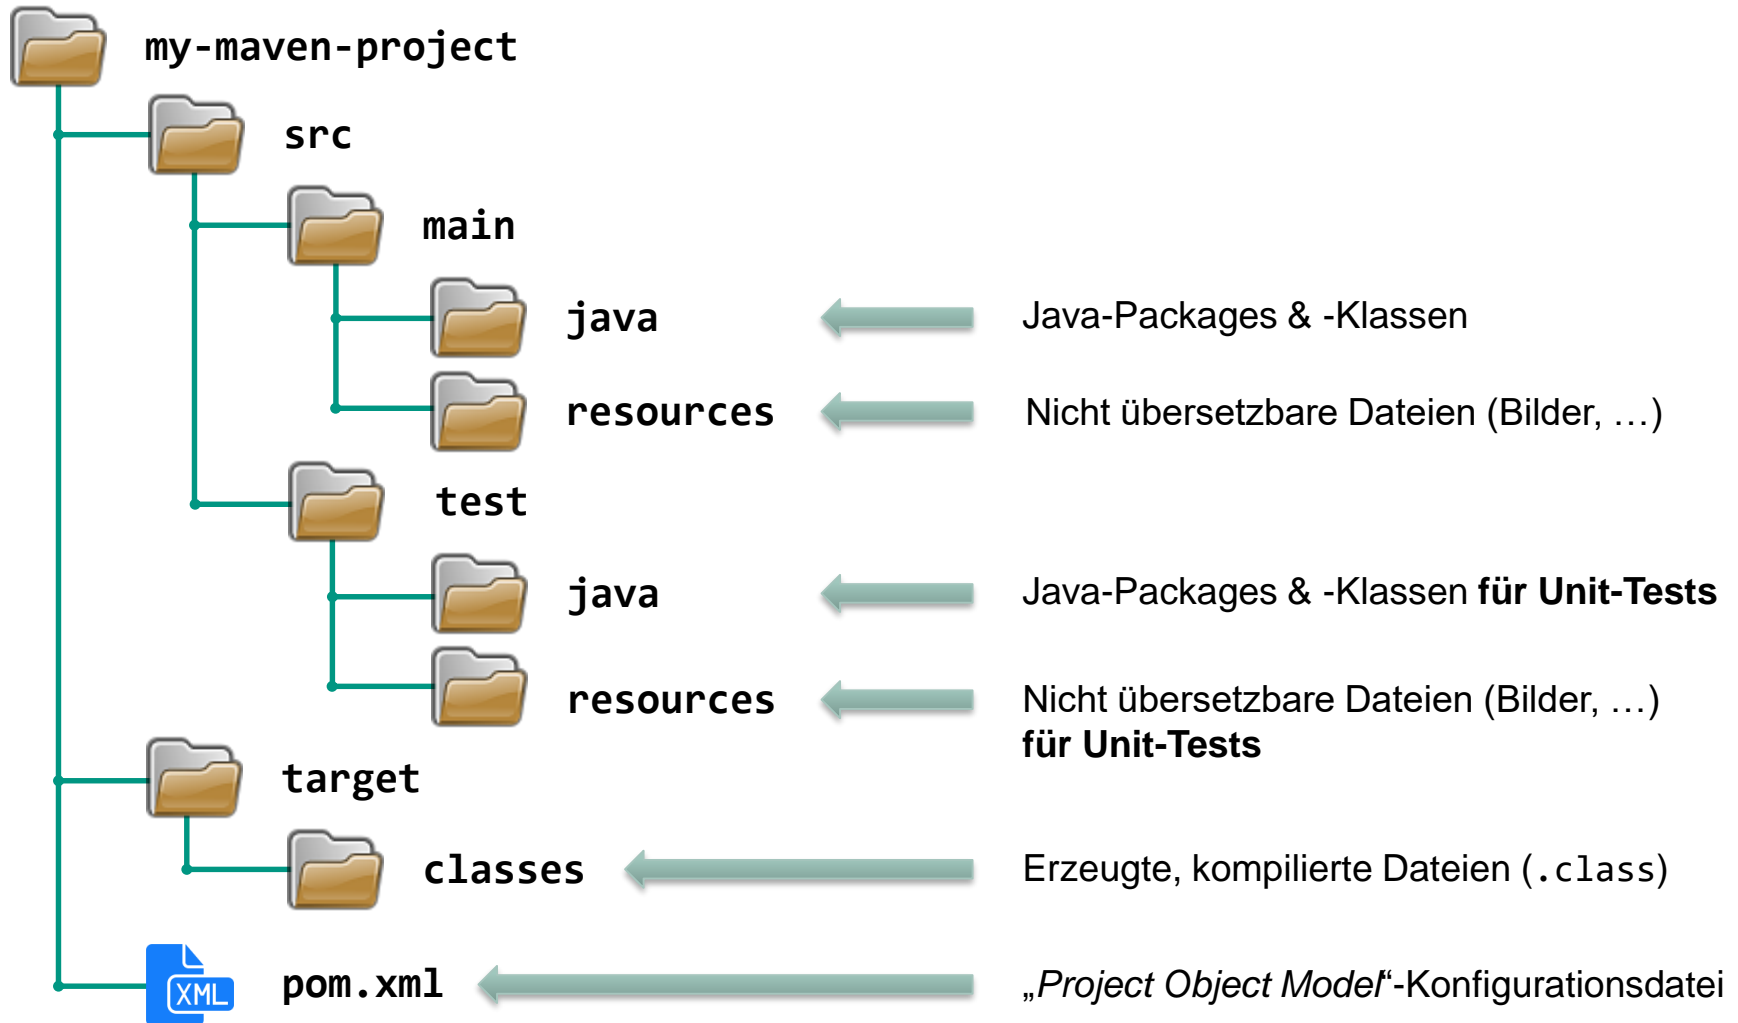 my-maven-project
src
main
java
Java-Packages & -Klassen
resources
Nicht übersetzbare Dateien (Bilder, …)
test
java
Java-Packages & -Klassen für Unit-Tests
resources
Nicht übersetzbare Dateien (Bilder, …)
für Unit-Tests
target
classes
Erzeugte, kompilierte Dateien (.class)
XML
pom.xml
„Project Object Model“-Konfigurationsdatei